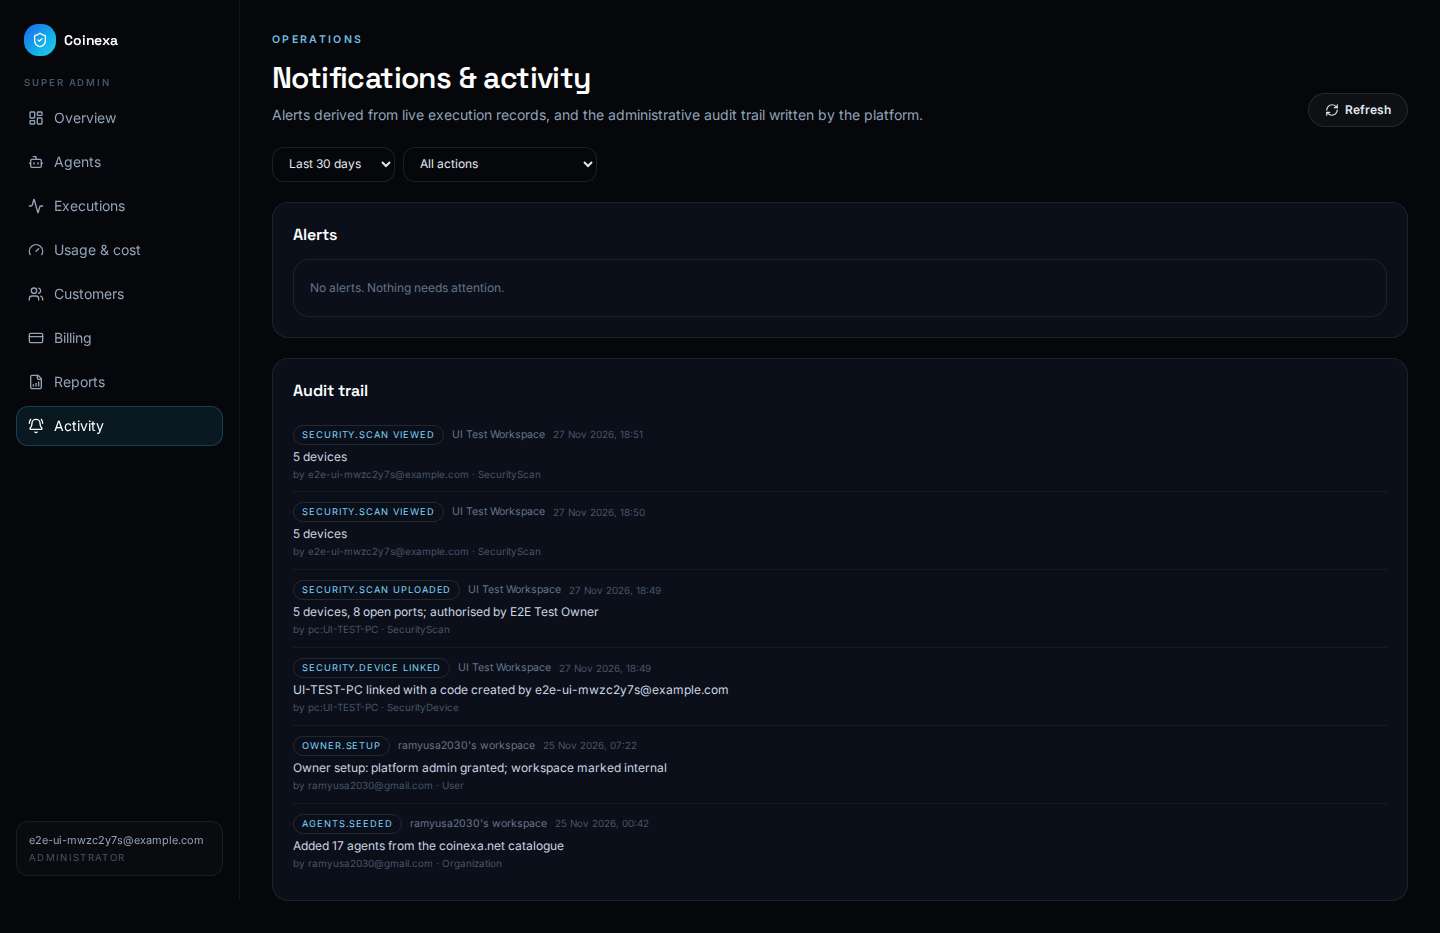 Coinexa
SUPER ADMIN
Overview
Agents
Executions
Usage & cost
Customers
Billing
Reports
Activity
e2e-ui-mwzc2y7s@example.com
ADMINISTRATOR
OPERATIONS
Notifications & activity
Alerts derived from live execution records, and the administrative audit trail written by the platform.
Refresh
Last 30 days
All actions
Alerts
No alerts. Nothing needs attention.
Audit trail
SECURITY.SCAN VIEWED UI Test Workspace 27 Nov 2026, 18:51
5 devices
by e2e-ui-mwzc2y7s@example.com · SecurityScan
SECURITY.SCAN VIEWED UI Test Workspace 27 Nov 2026, 18:50
5 devices
by e2e-ui-mwzc2y7s@example.com · SecurityScan
SECURITY.SCAN UPLOADED UI Test Workspace 27 Nov 2026, 18:49
5 devices, 8 open ports; authorised by E2E Test Owner
by pc:UI-TEST-PC · SecurityScan
SECURITY.DEVICE LINKED UI Test Workspace 27 Nov 2026, 18:49
UI-TEST-PC linked with a code created by e2e-ui-mwzc2y7s@example.com
by pc:UI-TEST-PC · SecurityDevice
OWNER.SETUP ramyusa2030's workspace 25 Nov 2026, 07:22
Owner setup: platform admin granted; workspace marked internal
by ramyusa2030@gmail.com · User
AGENTS.SEEDED ramyusa2030's workspace 25 Nov 2026, 00:42
Added 17 agents from the coinexa.net catalogue
by ramyusa2030@gmail.com · Organization